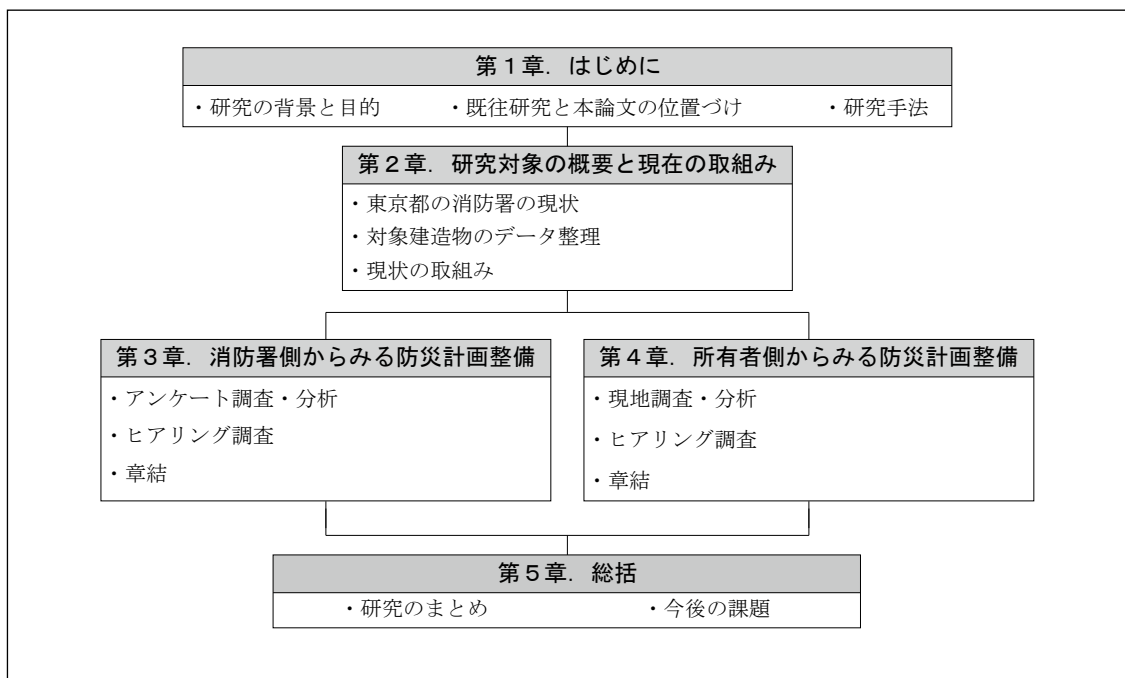 第1章．はじめに
・研究の背景と目的　・既往研究と本論文の位置づけ　・研究手法
第2章．研究対象の概要と現在の取組み
・東京都の消防署の現状
・対象建造物のデータ整理
・現状の取組み
第3章．消防署側からみる防災計画整備
・アンケート調査・分析
・ヒアリング調査
・章結
第4章．所有者側からみる防災計画整備
・現地調査・分析
・ヒアリング調査
・章結
第5章．総括
・研究のまとめ　・今後の課題